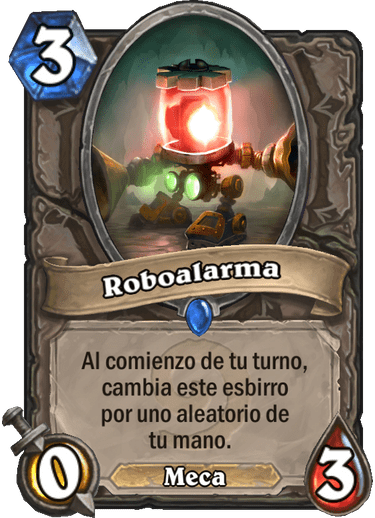 3
Roboalarma
Al comienzo de tu turno,
cambia este esbirro
por uno aleatorio de
tu mano.
0
Meca
3